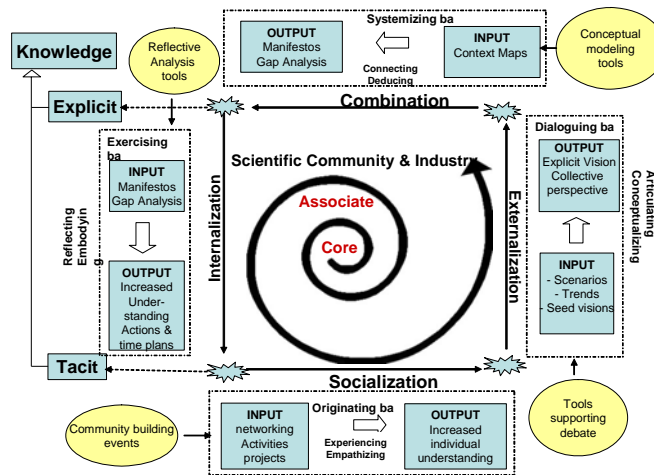 Knowledge
Reflective
Analysis
tools
Systemizing ba
OUTPUT
Manifestos
Gap Analysis
INPUT
Context Maps
Connecting
Deducing
Conceptual
modeling
tools
Explicit
Combination
Exercising
ba
INPUT
Manifestos
Gap Analysis
OUTPUT
Increased
Under-
standing
Actions &
time plans
Reflecting
Embodyin
g
Internalization
Scientific Community & Industry
Associate
Core
Externalization
Dialoguing ba
OUTPUT
Explicit Vision
Collective
perspective
INPUT
- Scenarios
- Trends
- Seed visions
Articulating
Conceptualizing
Tacit
Socialization
Community building
events
INPUT
networking
Activities
projects
Originating ba
Experiencing
Empathizing
OUTPUT
Increased
individual
understanding
Tools
supporting
debate